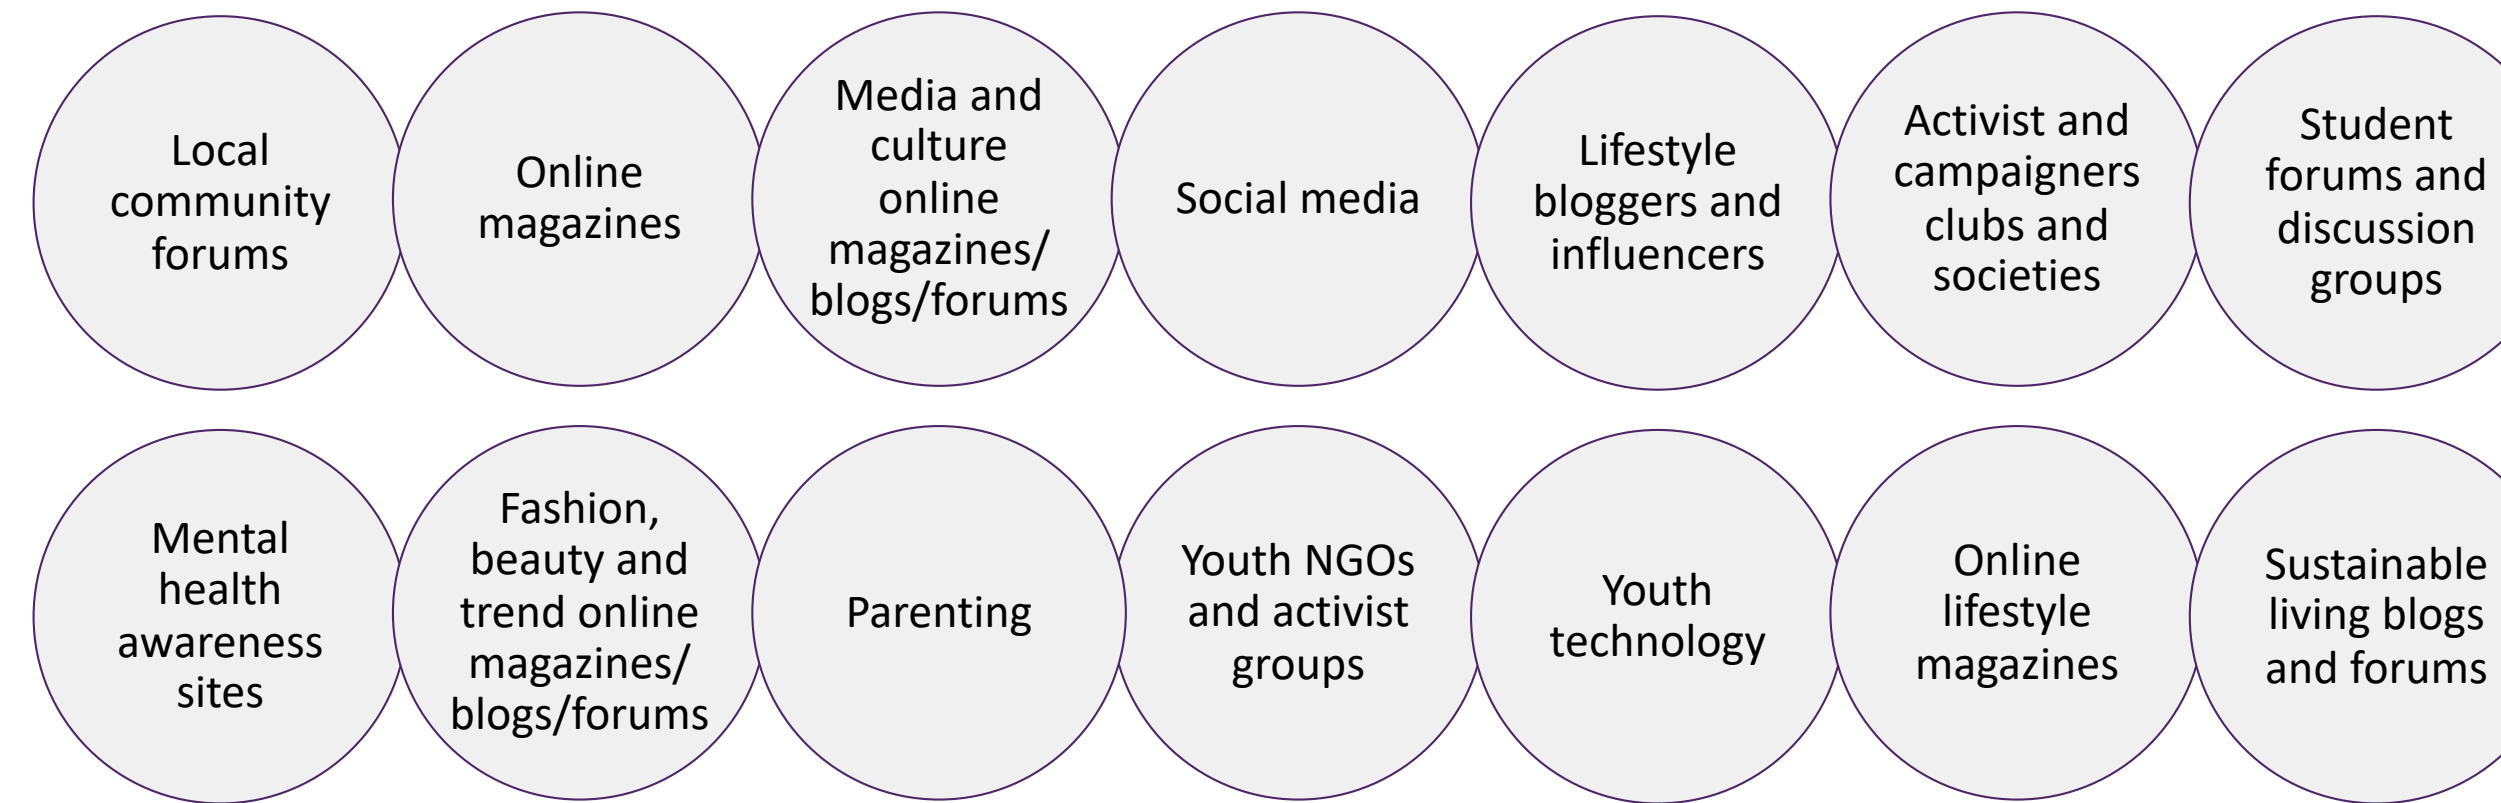 Local
community
forums
Online
magazines
Media and
culture
online
magazines/
blogs/forums
Social media
Lifestyle
bloggers and
influencers
Activist and
campaigners
clubs and
societies
Student
forums and
discussion
groups
Mental
health
awareness
sites
Fashion,
beauty and
trend online
magazines/
blogs/forums
Parenting
Youth NGOs
and activist
groups
Youth
technology
Online
lifestyle
magazines
Sustainable
living blogs
and forums